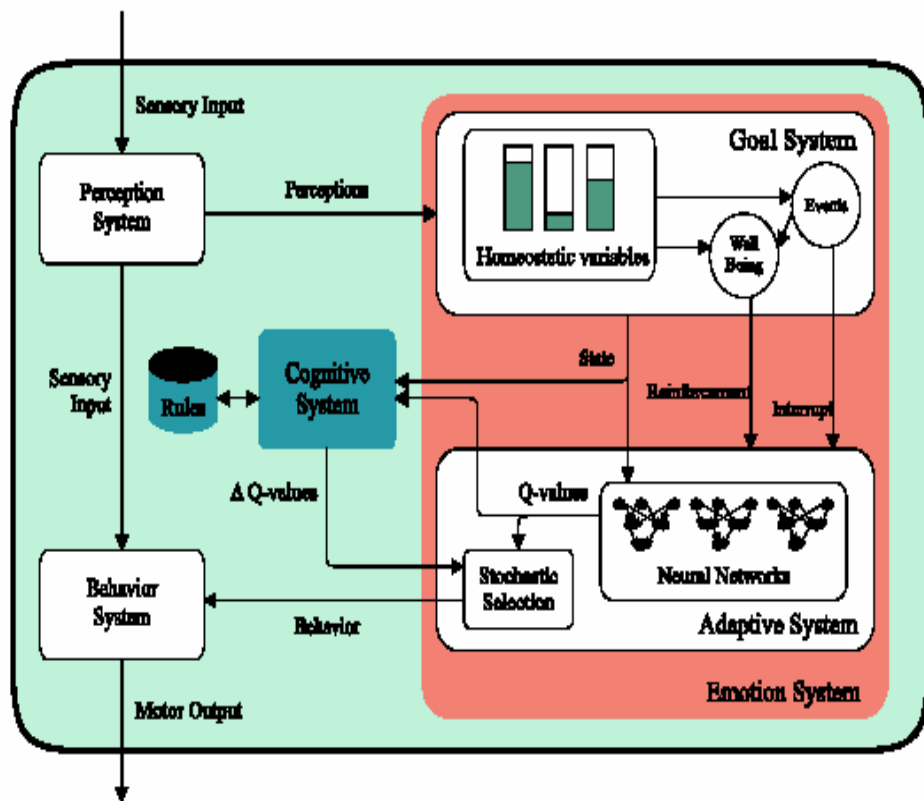 Sensory Input
Goal System
Perception
System
Perceptions
Events
Well
Being
Homeostatic variables
State
Sensory
Input
Cognitive
System
Rules
Reinforcement
Interrupt
Δ Q-values
Q-values
Neural Networks
Stochastic
Selection
Behavior
System
Behavior
Adaptive System
Emotion System
Motor Output